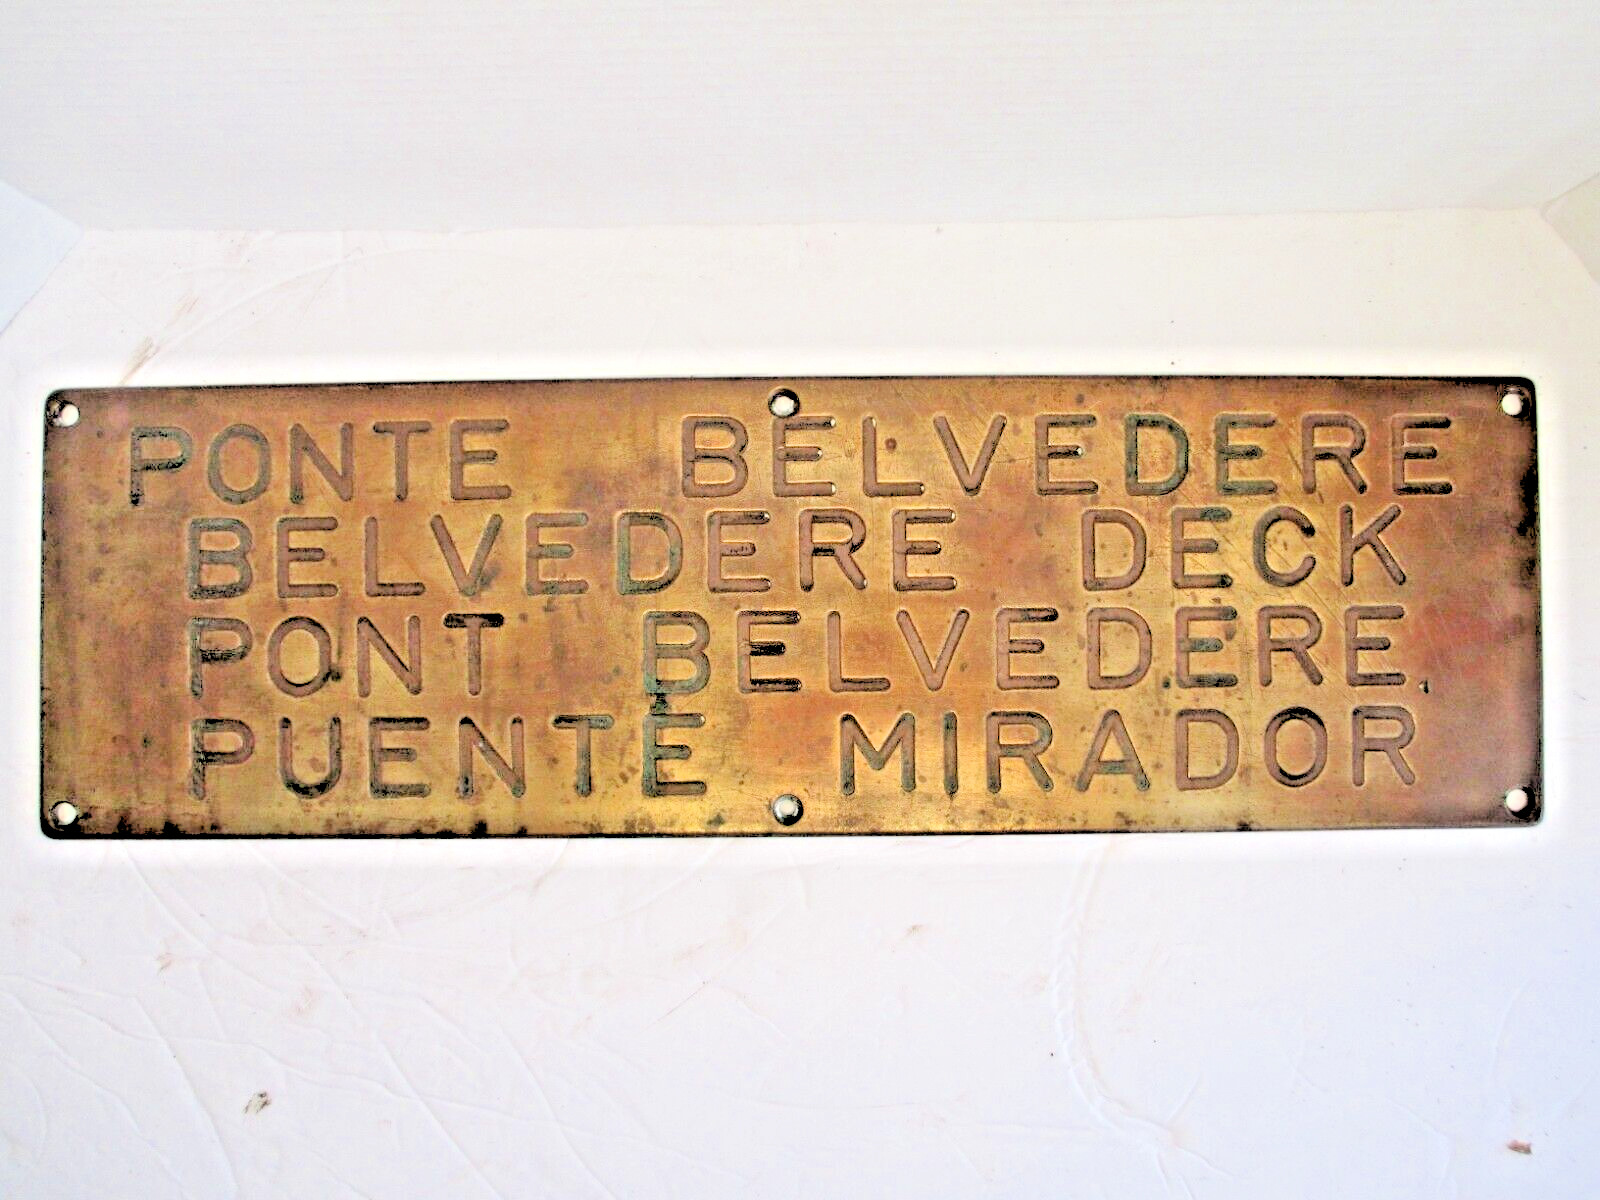 PONTE BELVEDERE
BELVEDERE DECK
PONT BELVEDERE
PUENTE MIRADOR